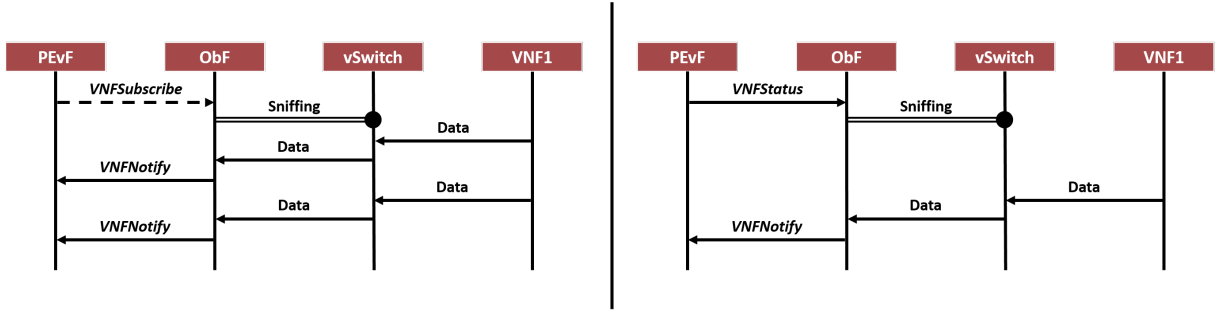 PEvF ObF vSwitch VNF1
VNFSubscribe
Sniffing
Data
Data
VNFNotify
Data
Data
VNFNotify
PEvF ObF vSwitch VNF1
VNFStatus
Sniffing
Data
Data
VNFNotify